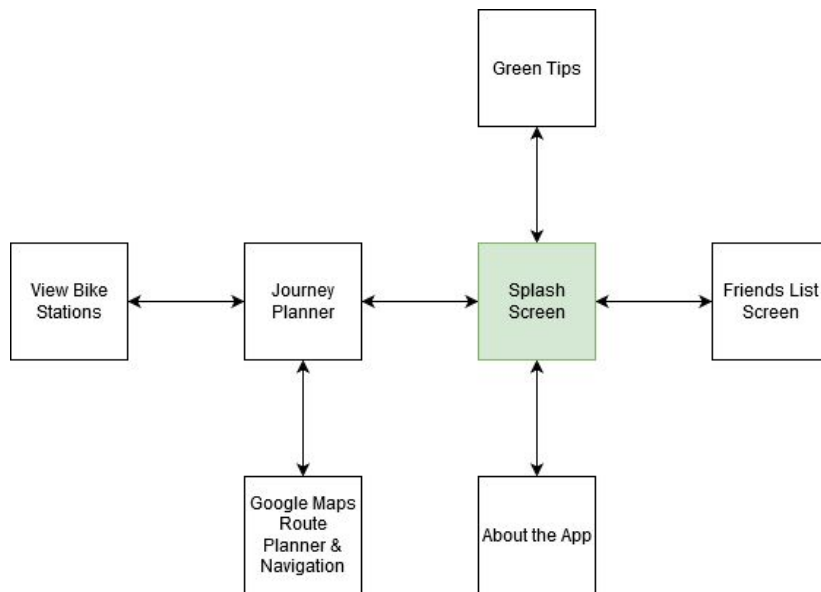 Green Tips
View Bike
Stations
Journey
Planner
Splash
Screen
Friends List
Screen
Google Maps
Route
Planner &
Navigation
About the App